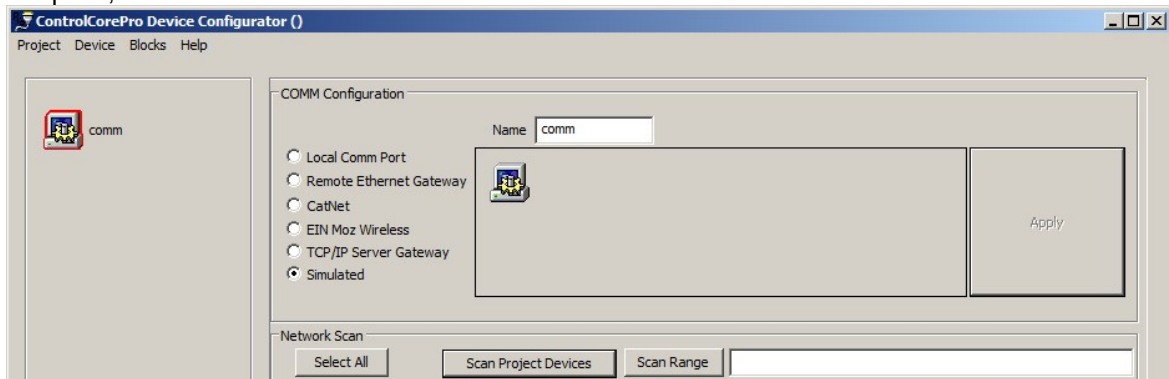 ControlCorePro Device Configurator ()
Project Device Blocks Help
comm
COMM Configuration
Name comm
Local Comm Port
Remote Ethernet Gateway
CatNet
EIN Moz Wireless
TCP/IP Server Gateway
Simulated
Apply
Network Scan
Select All Scan Project Devices Scan Range